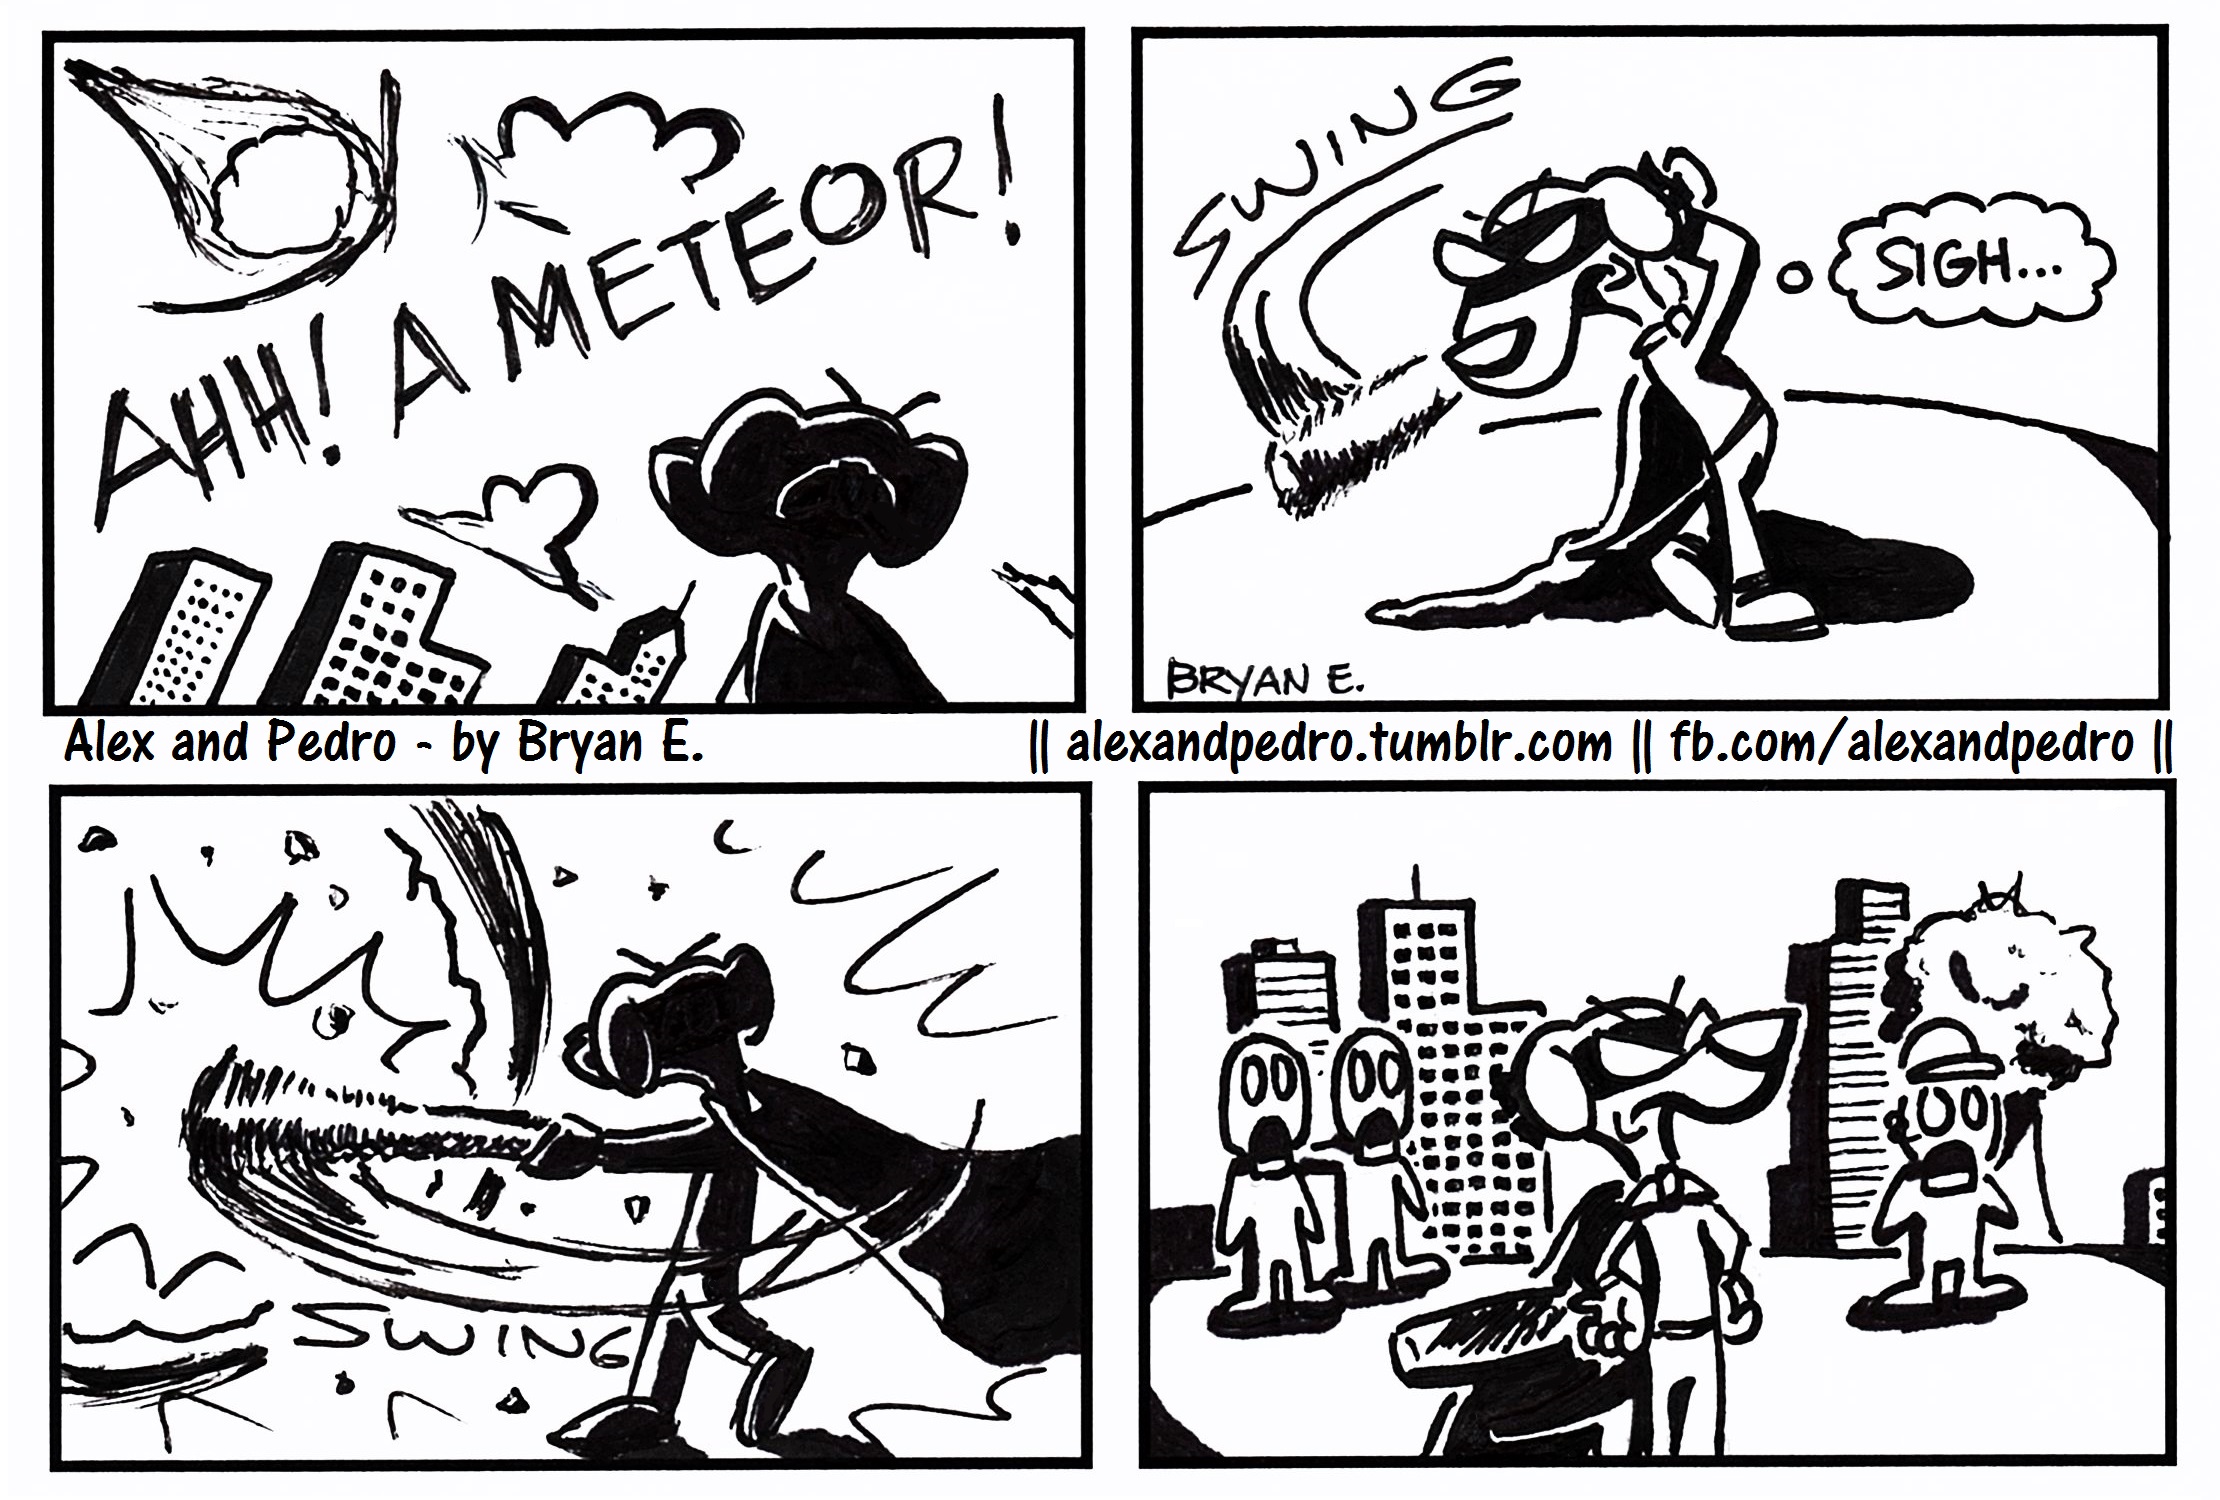 AHH! A METEOR!
SWING
SIGH...
BRYAN E.
Alex and Pedro - by Bryan E. || alexandpedro.tumblr.com || fb.com/alexandpedro ||
SWING